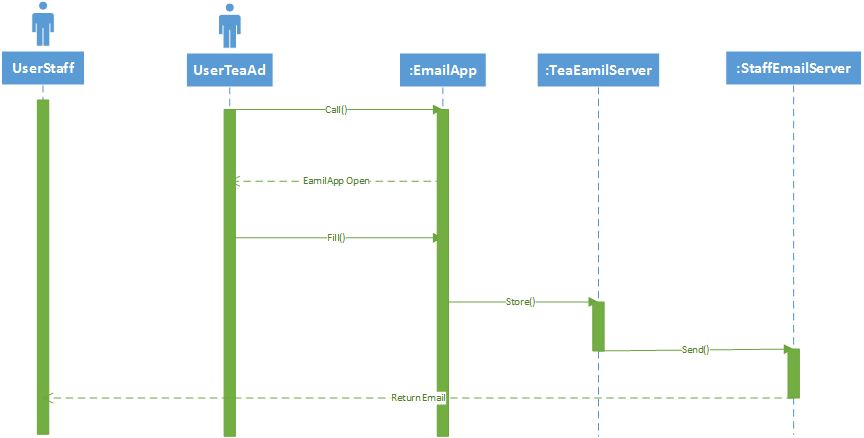 UserStaff
UserTeaAd
:EmailApp
:TeaEamilServer
:StaffEmailServer
Call()
EamilApp Open
Fill()
Store()
Send()
Return Email